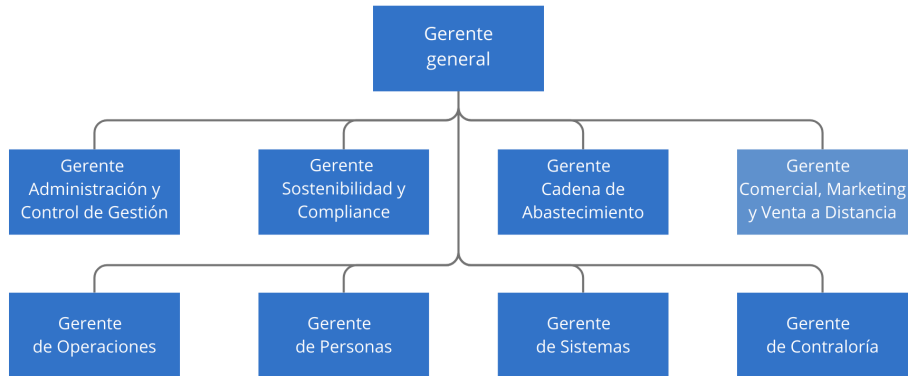 Gerente
general
Gerente
Administración y
Control de Gestión
Gerente
Sostenibilidad y
Compliance
Gerente
Cadena de
Abastecimiento
Gerente
Comercial, Marketing
y Venta a Distancia
Gerente
de Operaciones
Gerente
de Personas
Gerente
de Sistemas
Gerente
de Contraloría